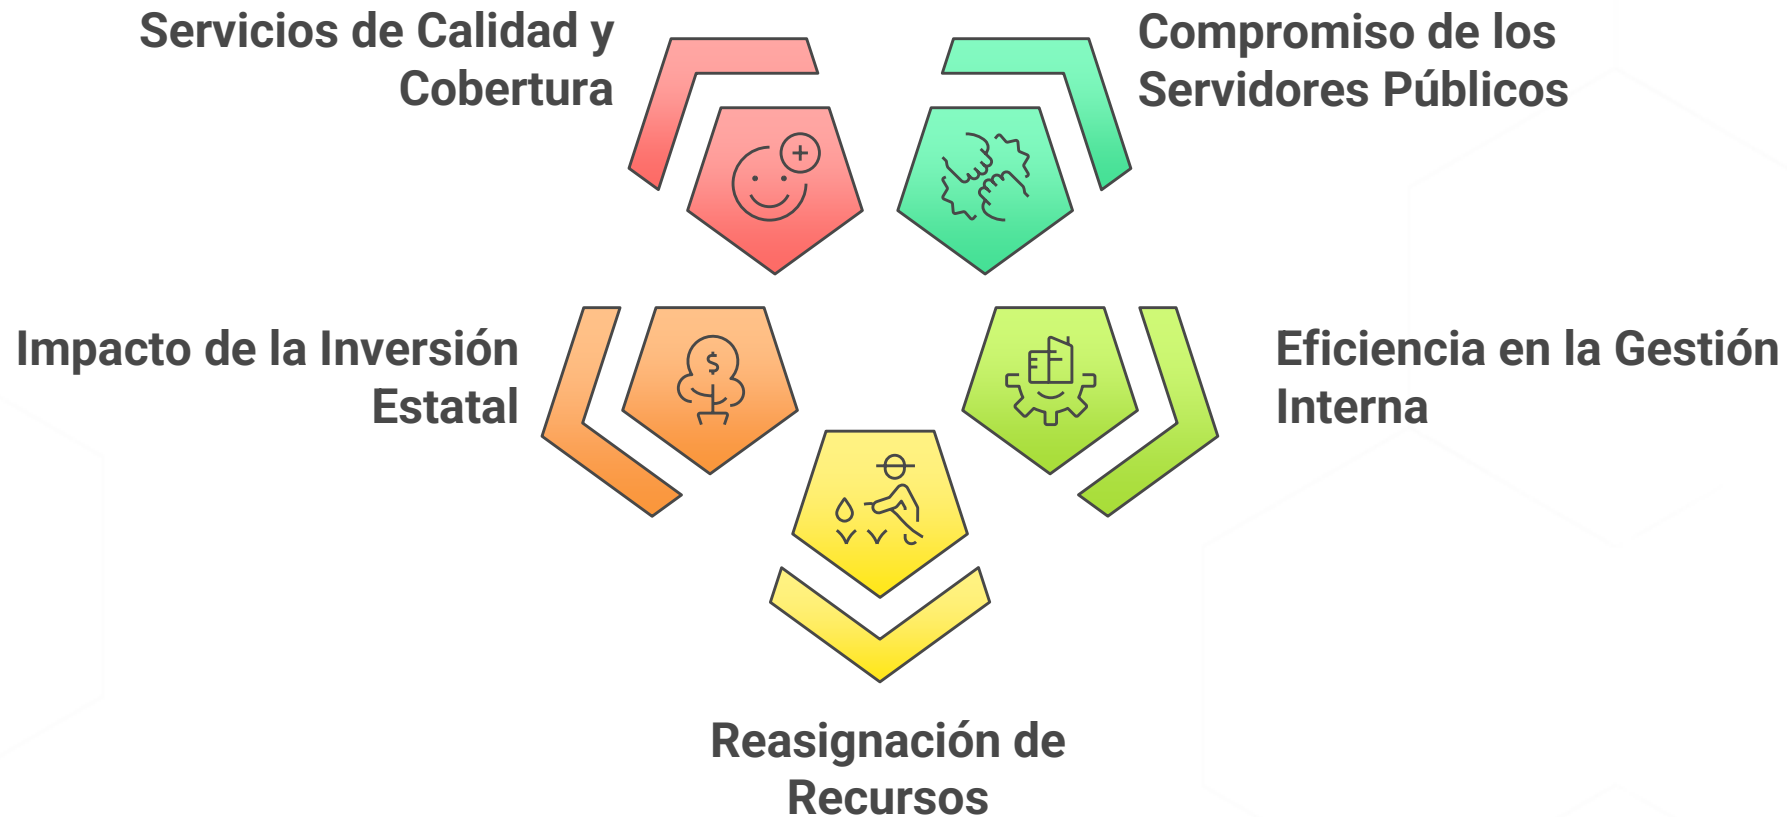 Servicios de Calidad y
Cobertura
Compromiso de los
Servidores Públicos
Impacto de la Inversión
Estatal
$
Eficiencia en la Gestión
Interna
Reasignación de
Recursos